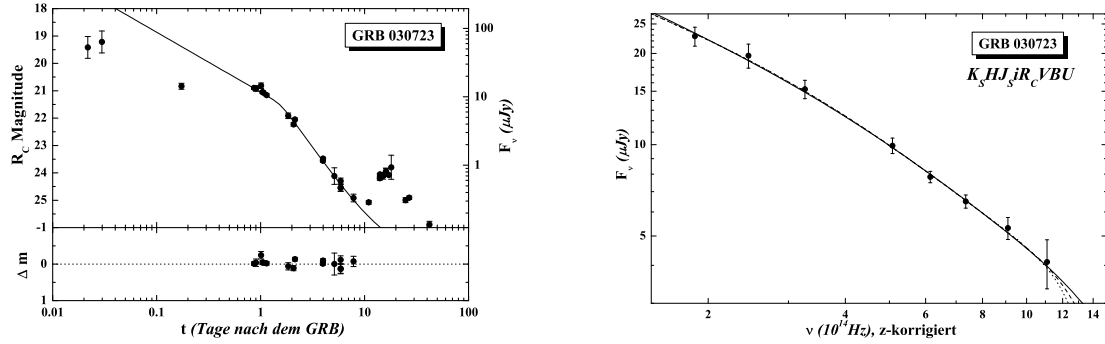 18
19
20
21
22
23
24
25
-1
0
1
R_C Magnitude
Δ m
GRB 030723
100
10
1
F_ν (μJy)
0.01 0.1 1 10 100
t (Tage nach dem GRB)
25
20
15
10
5
F_ν (μJy)
GRB 030723
K_SHJ_SiR_CVBU
2 4 6 8 10 12 14
ν (10^14Hz), z-korrigiert